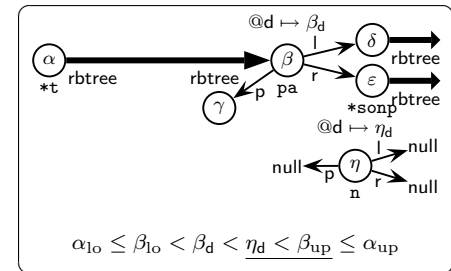 @d ↦ β_d
α β l δ rbtree
rbtree rbtree r ε rbtree
*t pa *sonp
γ p
@d ↦ η_d
null p η l null
n r null
α_lo ≤ β_lo < β_d < η_d < β_up ≤ α_up